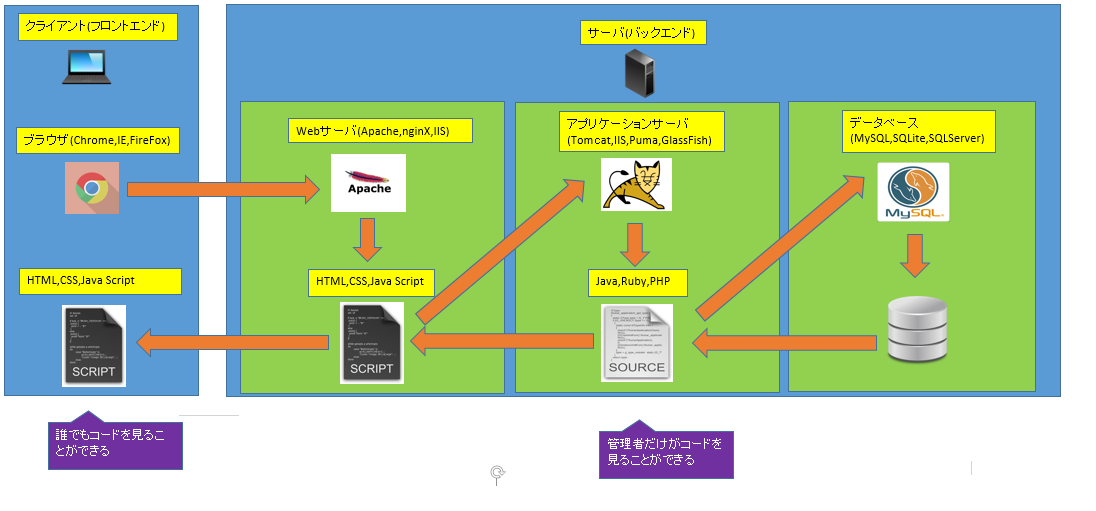 クライアント(フロントエンド)
サーバ(バックエンド)
ブラウザ(Chrome,IE,FireFox)
Webサーバ(Apache,nginX,IIS)
アプリケーションサーバ
(Tomcat,IIS,Puma,GlassFish)
データベース
(MySQL,SQLite,SQLServer)
Apache
MySQL
HTML,CSS,Java Script
HTML,CSS,Java Script
Java,Ruby,PHP
SCRIPT
SCRIPT
SOURCE
誰でもコードを見るこ
とができる
管理者だけがコードを
見ることができる